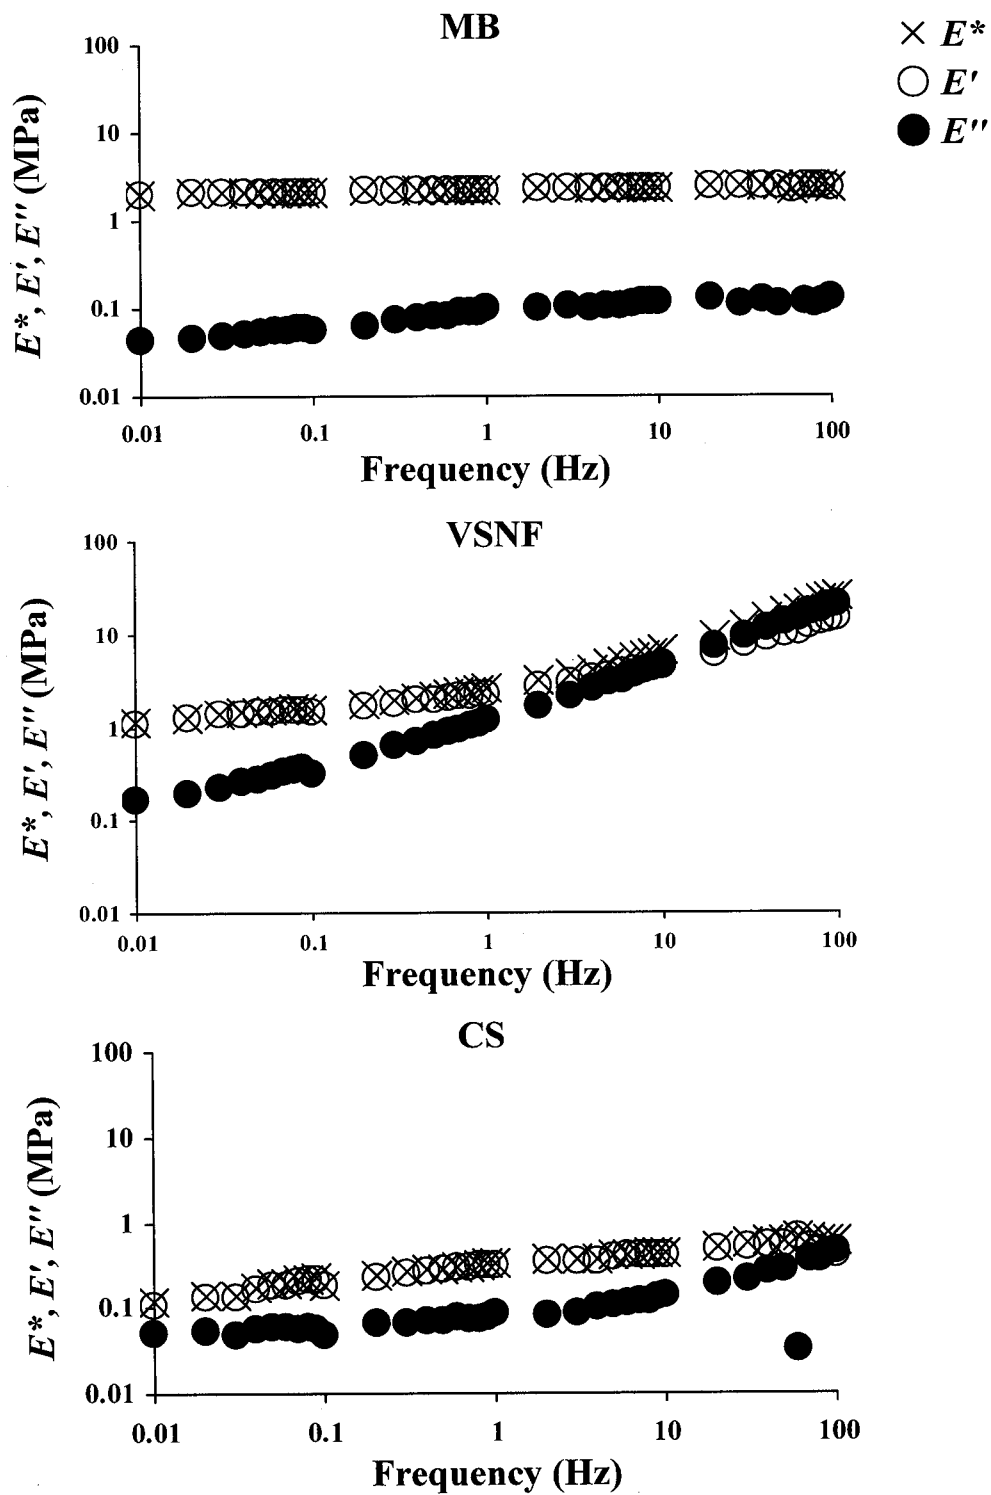 MB
E*
E'
E''
100
10
1
0.1
0.01
E*, E', E'' (MPa)
0.01 0.1 1 10 100
Frequency (Hz)
VSNF
100
10
1
0.1
0.01
E*, E', E'' (MPa)
0.01 0.1 1 10 100
Frequency (Hz)
CS
100
10
1
0.1
0.01
E*, E', E'' (MPa)
0.01 0.1 1 10 100
Frequency (Hz)